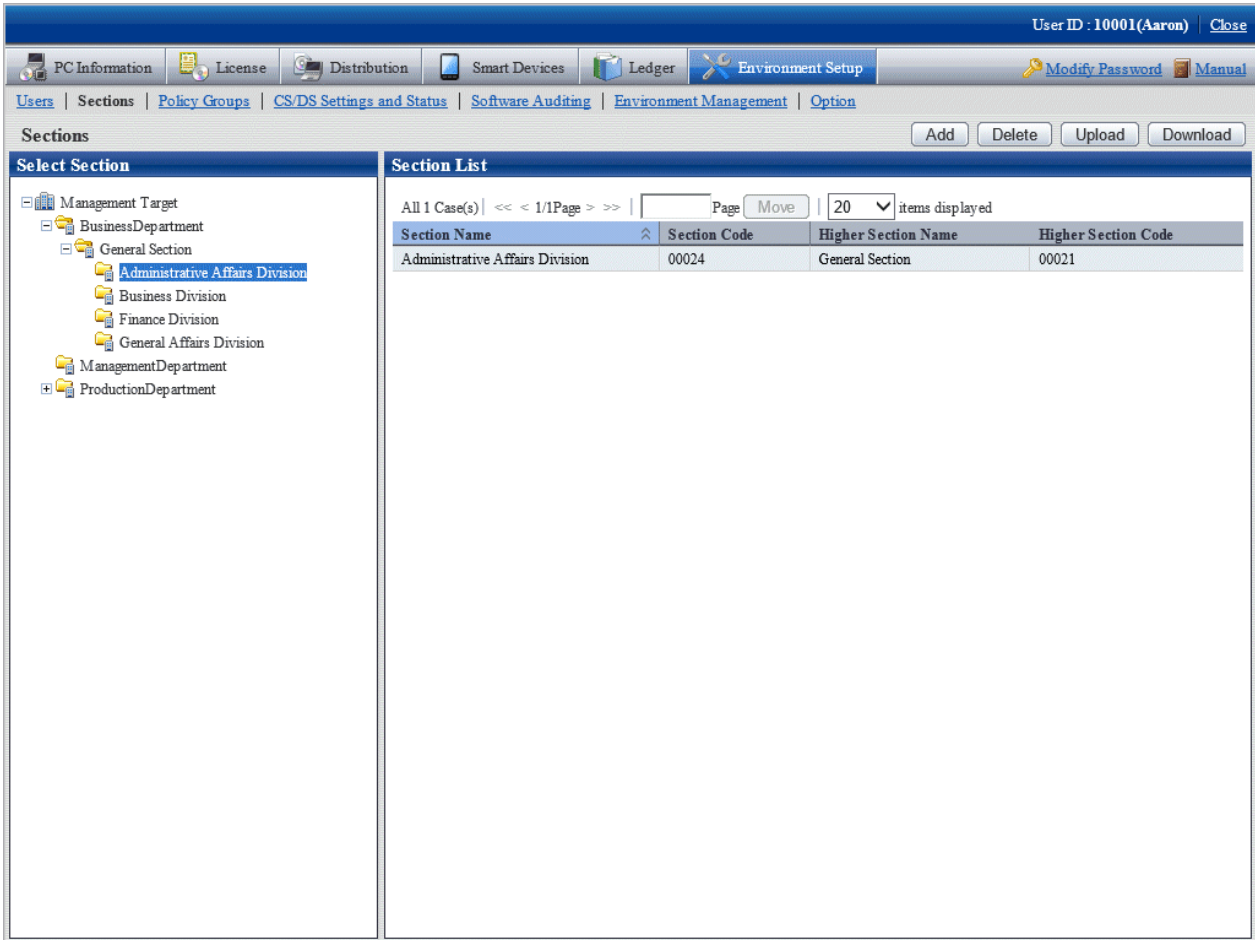 User ID : 10001(Aaron) Close
PC Information License Distribution Smart Devices Ledger Environment Setup Modify Password Manual
Users | Sections | Policy Groups | CS/DS Settings and Status | Software Auditing | Environment Management | Option
Sections Add Delete Upload Download
Select Section
Management Target
BusinessDepartment
General Section
Administrative Affairs Division
Business Division
Finance Division
General Affairs Division
ManagementDepartment
ProductionDepartment
Section List
All 1 Case(s) | << < 1/1Page > >> | Page Move | 20 items displayed
Section Name Section Code Higher Section Name Higher Section Code
Administrative Affairs Division 00024 General Section 00021